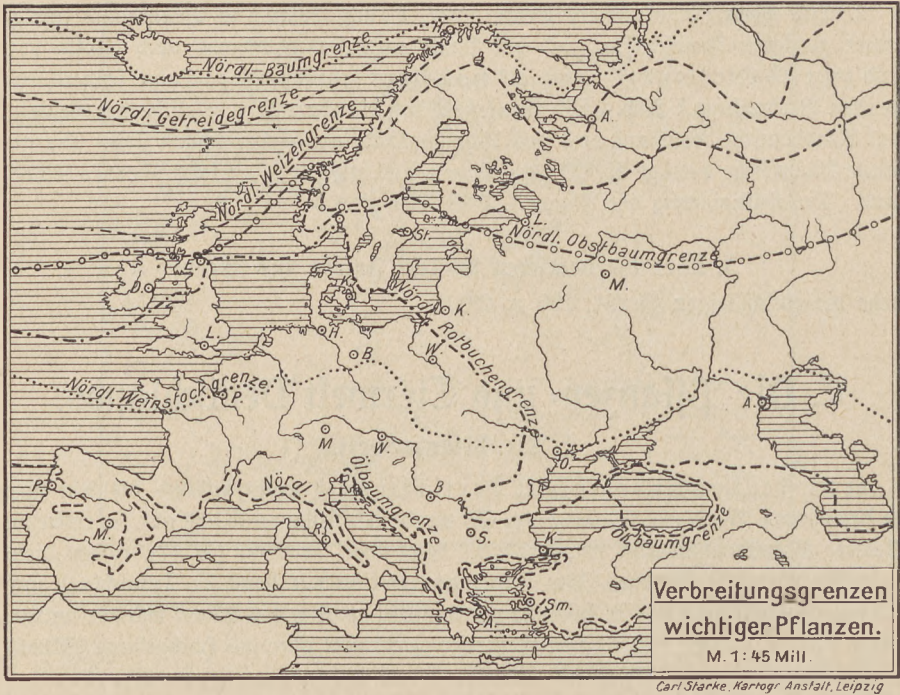 Nördl. Baumgrenze
H.
Nördl. Getreidegrenze
Nördl. Weizengrenze
A.
L.
St.
Nördl. Obstbaumgrenze
E.
M.
D.
K.
Nördl.
K.
Rotbuchengrenze
L.
H.
B.
W.
Nördl. Weinstockgrenze
P.
A.
M.
W.
O.
Nördl.
Ölbaumgrenze
P.
B.
M.
R.
S.
K.
Ölbaumgrenze
Sm.
A.
Verbreitungsgrenzen
wichtiger Pflanzen.
M. 1:45 Mill.
Carl Starke, Kartogr Anstalt, Leipzig